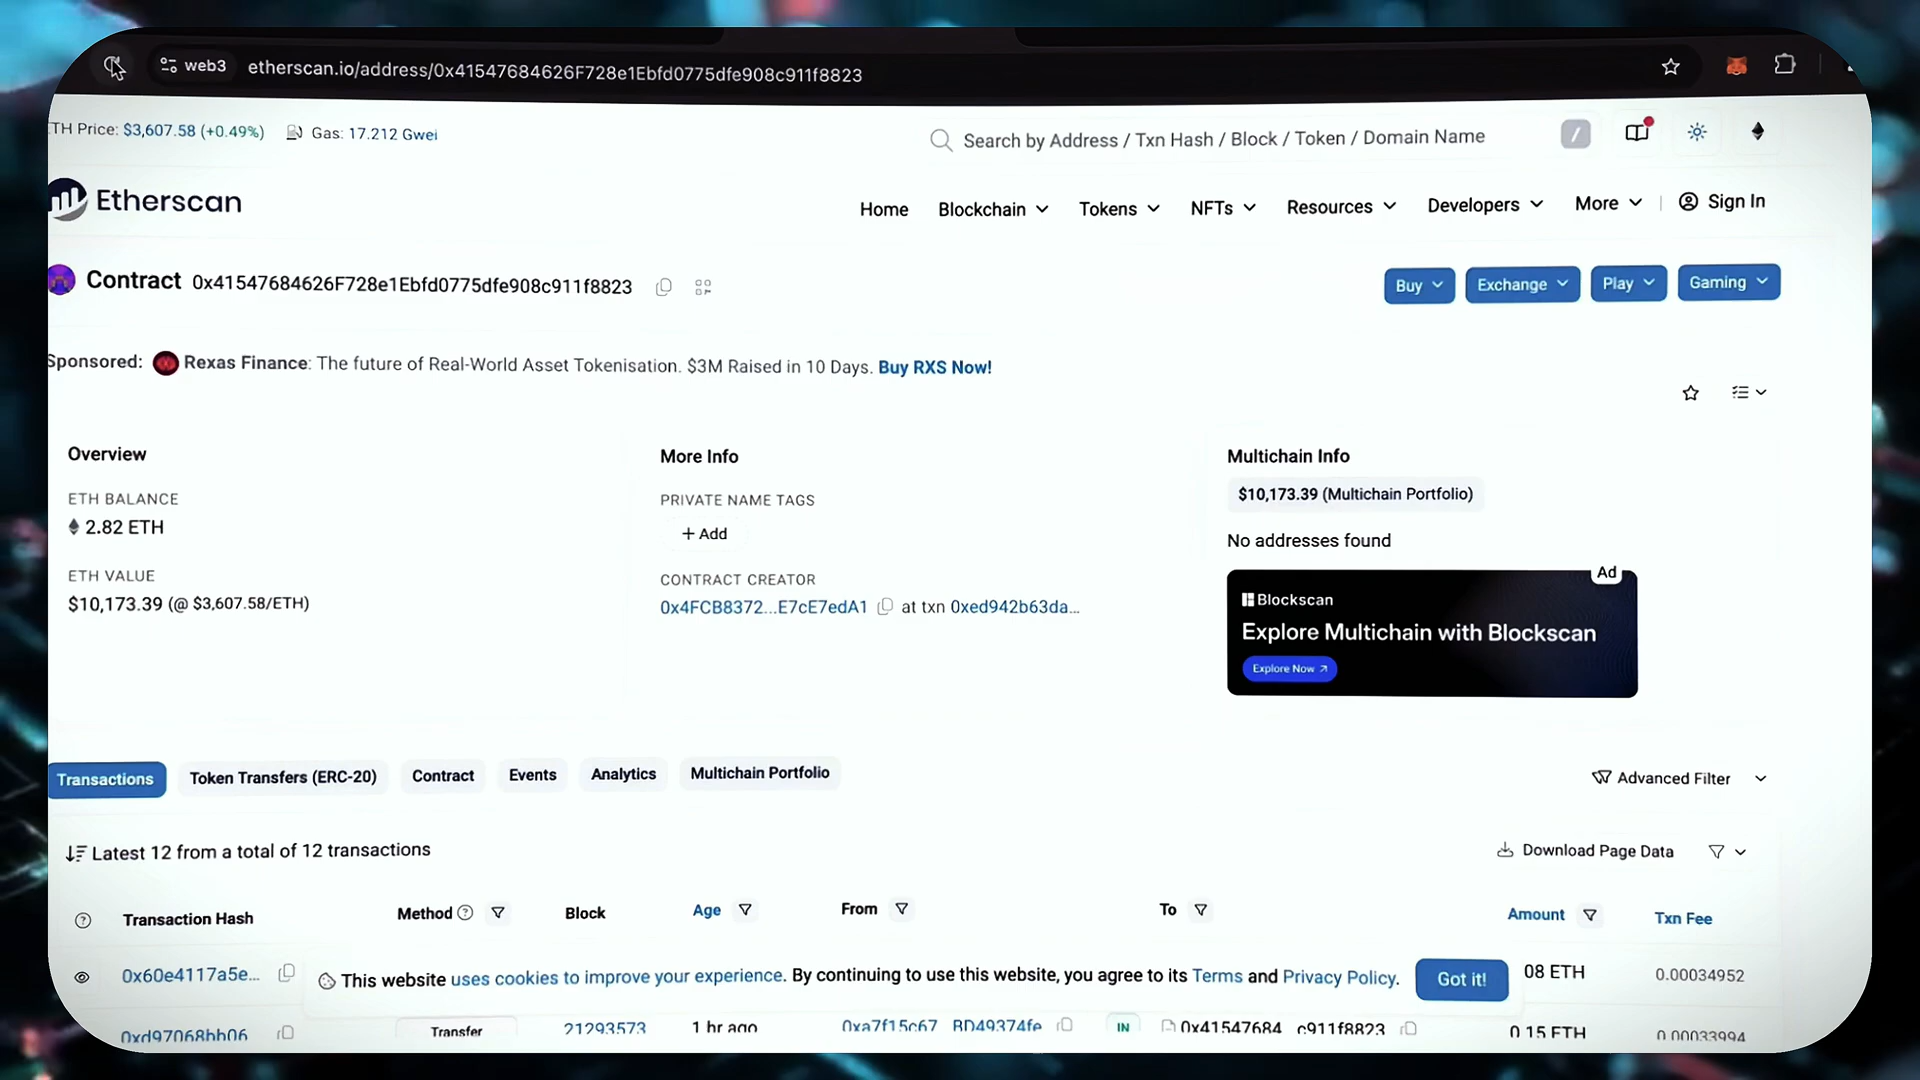 web3 etherscan.io/address/0x41547684626F728e1Ebfd0775dfe908c911f8823
TH Price: $3,607.58 (+0.49%) Gas: 17.212 Gwei
Search by Address / Txn Hash / Block / Token / Domain Name /
Etherscan
Home Blockchain Tokens NFTs Resources Developers More | Sign In
Contract 0x41547684626F728e1Ebfd0775dfe908c911f8823
Buy Exchange Play Gaming
Sponsored: Rexas Finance: The future of Real-World Asset Tokenisation. $3M Raised in 10 Days. Buy RXS Now!
Overview
ETH BALANCE
2.82 ETH
ETH VALUE
$10,173.39 (@ $3,607.58/ETH)
More Info
PRIVATE NAME TAGS
+ Add
CONTRACT CREATOR
0x4FCB8372...E7cE7edA1 at txn 0xed942b63da...
Multichain Info
$10,173.39 (Multichain Portfolio)
No addresses found
Ad
Blockscan
Explore Multichain with Blockscan
Explore Now
Transactions Token Transfers (ERC-20) Contract Events Analytics Multichain Portfolio
Advanced Filter
Latest 12 from a total of 12 transactions
Download Page Data
Transaction Hash Method Block Age From To Amount Txn Fee
0x60e4117a5e... 08 ETH 0.00034952
This website uses cookies to improve your experience. By continuing to use this website, you agree to its Terms and Privacy Policy. Got it!
0xd97068bb06 Transfer 21293573 1 hr ago 0xa7f15c67 BD49374fe IN 0x41547684 c911f8823 0.15 ETH 0.00033994